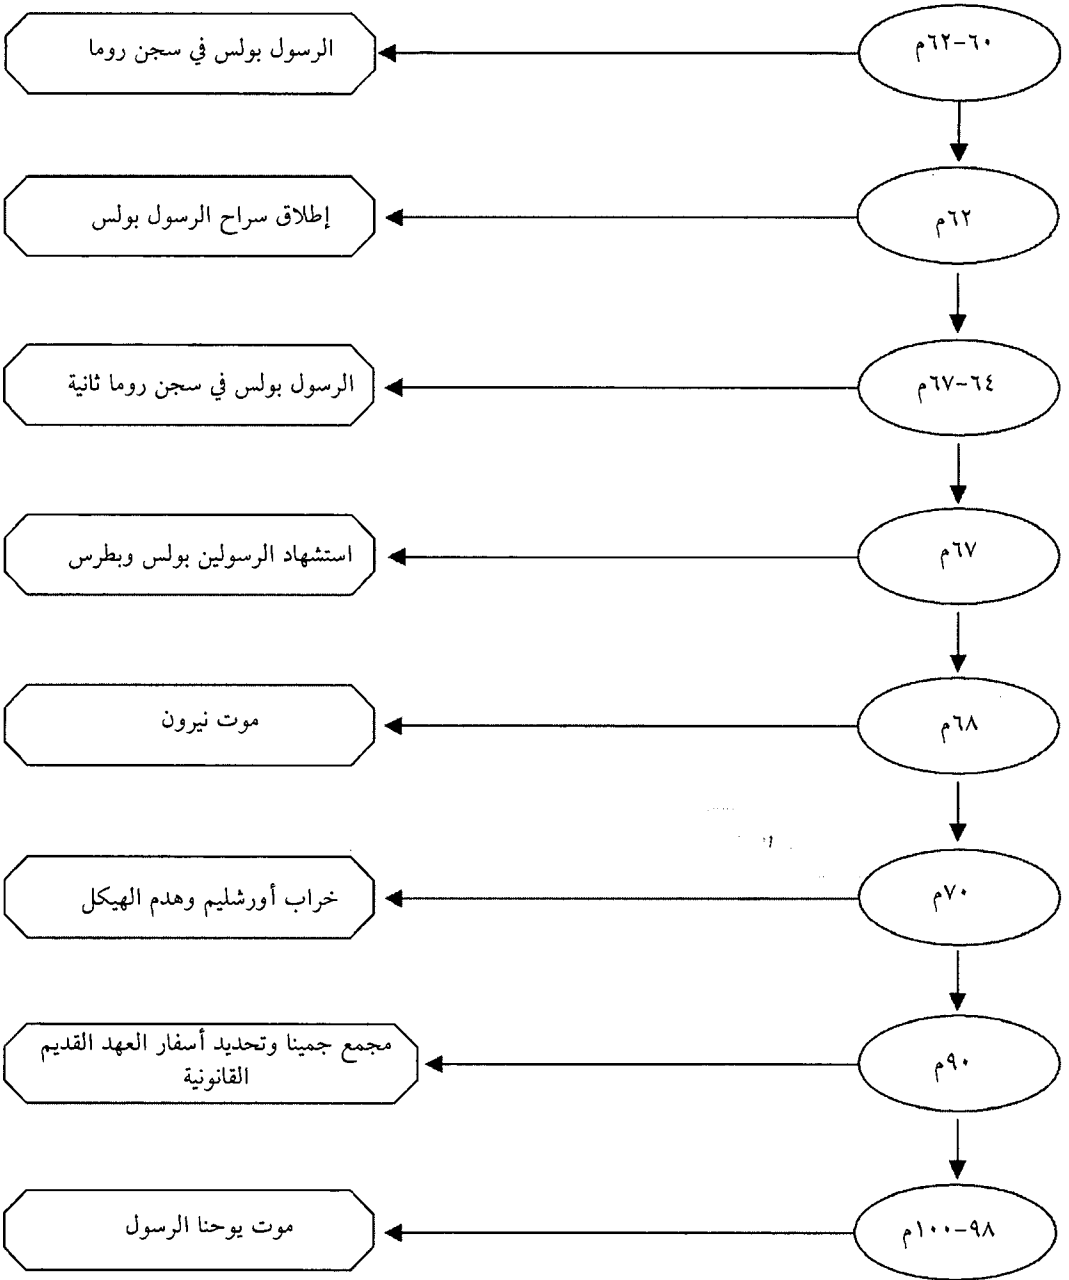 ٦٠-٦٢م
الرسول بولس في سجن روما
٦٢م
إطلاق سراح الرسول بولس
٦٤-٦٧م
الرسول بولس في سجن روما ثانية
٦٧م
استشهاد الرسولين بولس وبطرس
٦٨م
موت نيرون
٧٠م
خراب أورشليم وهدم الهيكل
٩٠م
مجمع جمينا وتحديد أسفار العهد القديم
القانونية
٩٨-١٠٠م
موت يوحنا الرسول